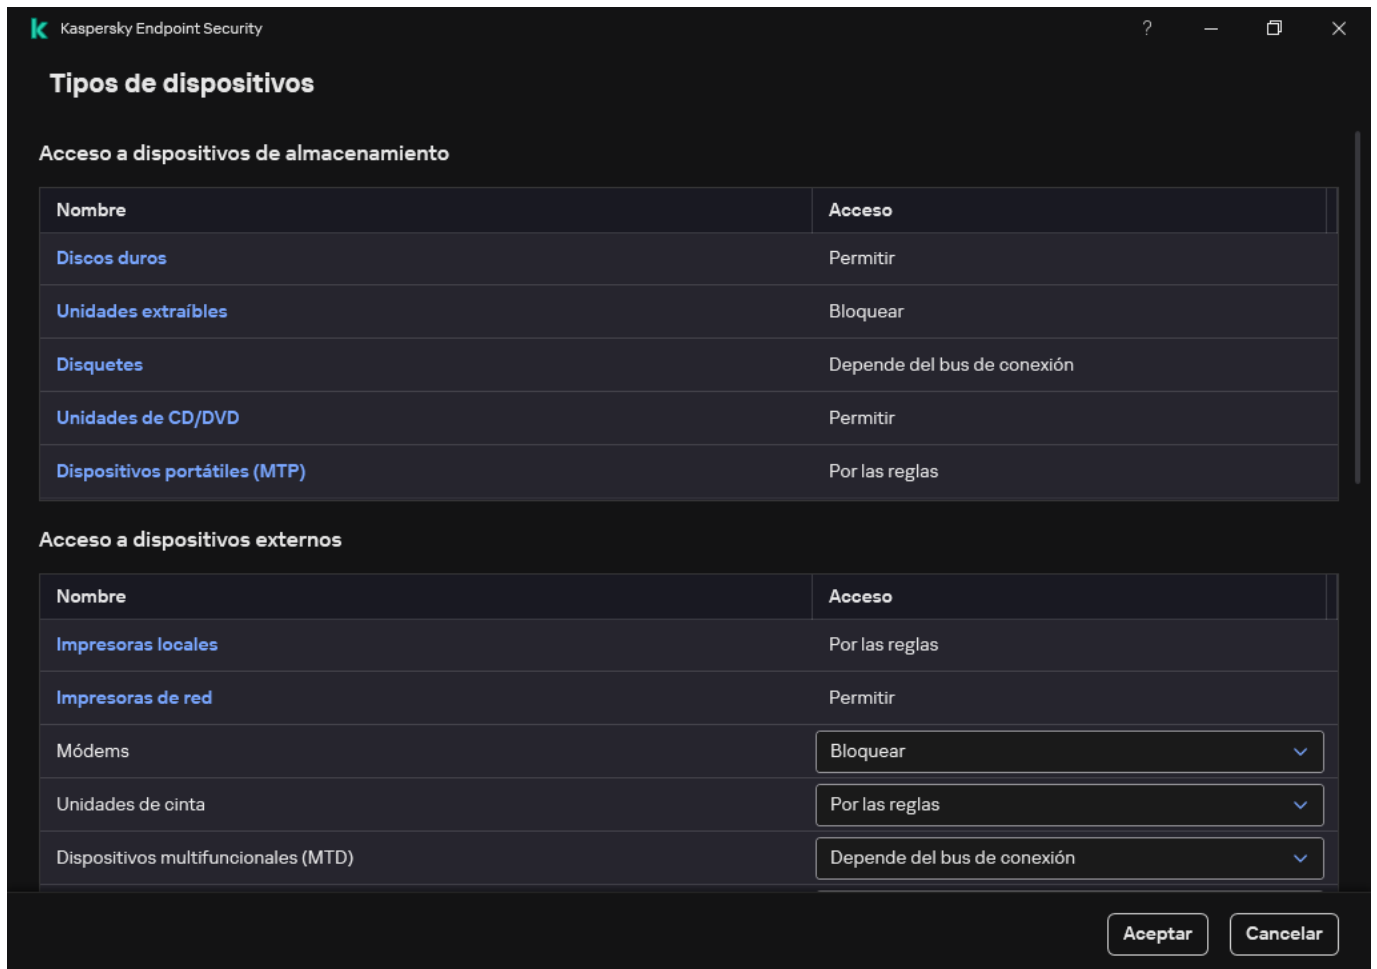 Kaspersky Endpoint Security
?
Tipos de dispositivos
Acceso a dispositivos de almacenamiento
Nombre Acceso
Discos duros Permitir
Unidades extraíbles Bloquear
Disquetes Depende del bus de conexión
Unidades de CD/DVD Permitir
Dispositivos portátiles (MTP) Por las reglas
Acceso a dispositivos externos
Nombre Acceso
Impresoras locales Por las reglas
Impresoras de red Permitir
Módems Bloquear
Unidades de cinta Por las reglas
Dispositivos multifuncionales (MTD) Depende del bus de conexión
Aceptar Cancelar